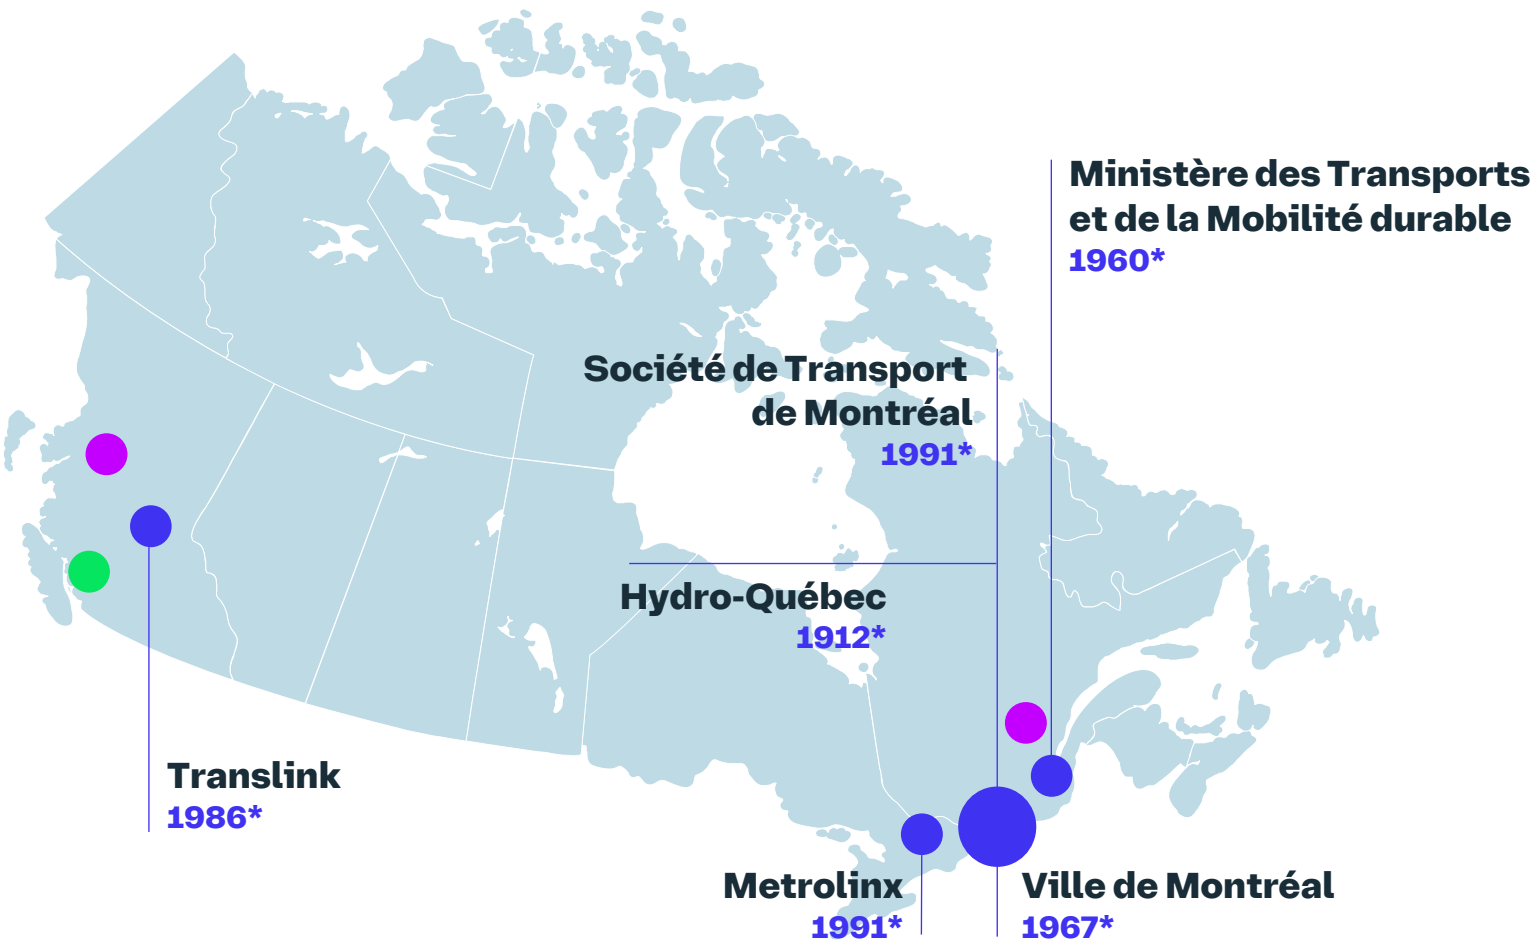 Ministère des Transports
et de la Mobilité durable
1960*
Société de Transport
de Montréal
1991*
Hydro-Québec
1912*
Translink
1986*
Metrolinx
1991*
Ville de Montréal
1967*